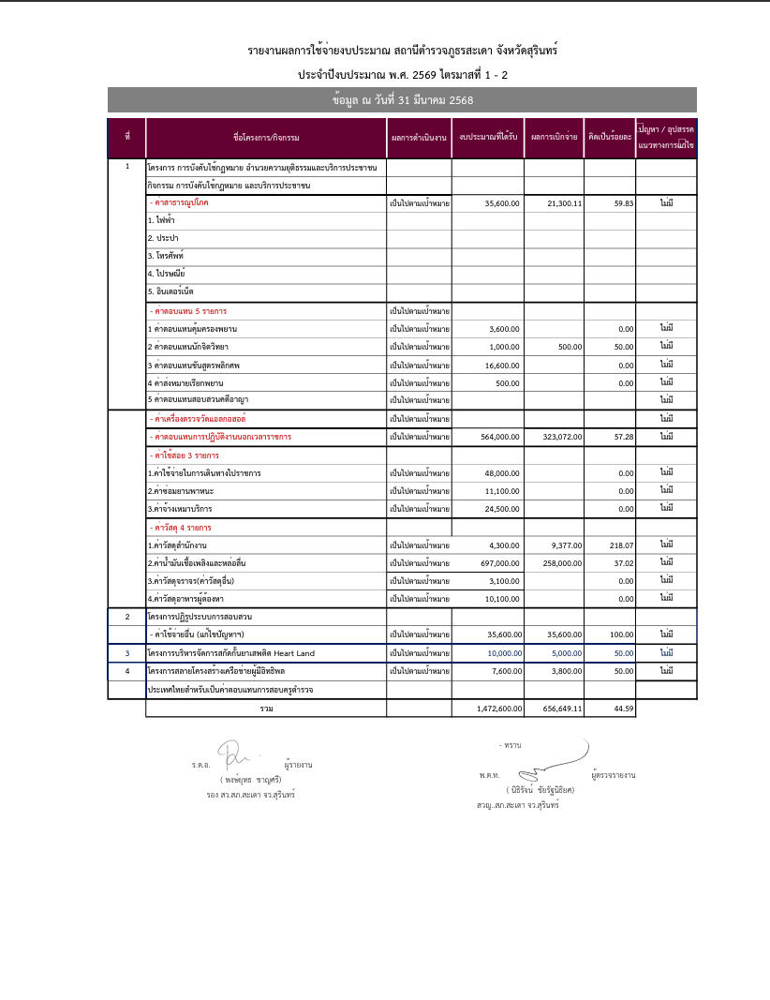 รายงานผลการใช้จ่ายงบประมาณ สถานีตำรวจภูธรสะเดา จังหวัดสุรินทร์
ประจำปีงบประมาณ พ.ศ. 2569 ไตรมาสที่ 1 - 2
ข้อมูล ณ วันที่ 31 มีนาคม 2568
ที่ ชื่อโครงการ/กิจกรรม ผลการดำเนินงาน งบประมาณที่ได้รับ ผลการเบิกจ่าย คิดเป็นร้อยละ ปัญหา / อุปสรรค
แนวทางการแก้ไข
1 โครงการ การบังคับใช้กฎหมาย อำนวยความยุติธรรมและบริการประชาชน
กิจกรรม การบังคับใช้กฎหมาย และบริการประชาชน
- ค่าสาธารณูปโภค เป็นไปตามเป้าหมาย 35,600.00 21,300.11 59.83 ไม่มี
1. ไฟฟ้า
2. ประปา
3. โทรศัพท์
4. ไปรษณีย์
5. อินเตอร์เน็ต
- ค่าตอบแทน 5 รายการ เป็นไปตามเป้าหมาย
1 ค่าตอบแทนคุ้มครองพยาน เป็นไปตามเป้าหมาย 3,600.00 0.00 ไม่มี
2 ค่าตอบแทนนักจิตวิทยา เป็นไปตามเป้าหมาย 1,000.00 500.00 50.00 ไม่มี
3 ค่าตอบแทนชันสูตรพลิกศพ เป็นไปตามเป้าหมาย 16,600.00 0.00 ไม่มี
4 ค่าส่งหมายเรียกพยาน เป็นไปตามเป้าหมาย 500.00 0.00 ไม่มี
5 ค่าตอบแทนสอบสวนคดีอาญา เป็นไปตามเป้าหมาย ไม่มี
- ค่าเครื่องตรวจวัดแอลกอฮอล์ เป็นไปตามเป้าหมาย ไม่มี
- ค่าตอบแทนการปฏิบัติงานนอกเวลาราชการ เป็นไปตามเป้าหมาย 564,000.00 323,072.00 57.28 ไม่มี
- ค่าใช้สอย 3 รายการ
1.ค่าใช้จ่ายในการเดินทางไปราชการ เป็นไปตามเป้าหมาย 48,000.00 0.00 ไม่มี
2.ค่าซ่อมยานพาหนะ เป็นไปตามเป้าหมาย 11,100.00 0.00 ไม่มี
3.ค่าจ้างเหมาบริการ เป็นไปตามเป้าหมาย 24,500.00 0.00 ไม่มี
- ค่าวัสดุ 4 รายการ
1.ค่าวัสดุสำนักงาน เป็นไปตามเป้าหมาย 4,300.00 9,377.00 218.07 ไม่มี
2.ค่าน้ำมันเชื้อเพลิงและหล่อลื่น เป็นไปตามเป้าหมาย 697,000.00 258,000.00 37.02 ไม่มี
3.ค่าวัสดุจราจร(ค่าวัสดุอื่น) เป็นไปตามเป้าหมาย 3,100.00 0.00 ไม่มี
4.ค่าวัสดุอาหารผู้ต้องหา เป็นไปตามเป้าหมาย 10,100.00 0.00 ไม่มี
2 โครงการปฏิรูประบบการสอบสวน
- ค่าใช้จ่ายอื่น (แก้ไขปัญหาฯ) เป็นไปตามเป้าหมาย 35,600.00 35,600.00 100.00 ไม่มี
3 โครงการบริหารจัดการสกัดกั้นยาเสพติด Heart Land เป็นไปตามเป้าหมาย 10,000.00 5,000.00 50.00 ไม่มี
4 โครงการสลายโครงสร้างเครือข่ายผู้มีอิทธิพล เป็นไปตามเป้าหมาย 7,600.00 3,800.00 50.00 ไม่มี
ประเทศไทยสำหรับเป็นค่าตอบแทนการสอบครูตำรวจ
รวม 1,472,600.00 656,649.11 44.59
- ทราบ
ร.ต.อ. ผู้รายงาน
พ.ต.ท. ผู้ตรวจรายงาน
( พงษ์ยุทธ ชาญศรี)
( นิธิรัจน์ ชัยรัฐนิธิยศ)
รอง สว.สภ.สะเดา จว.สุรินทร์
สวญ..สภ.สะเดา จว.สุรินทร์